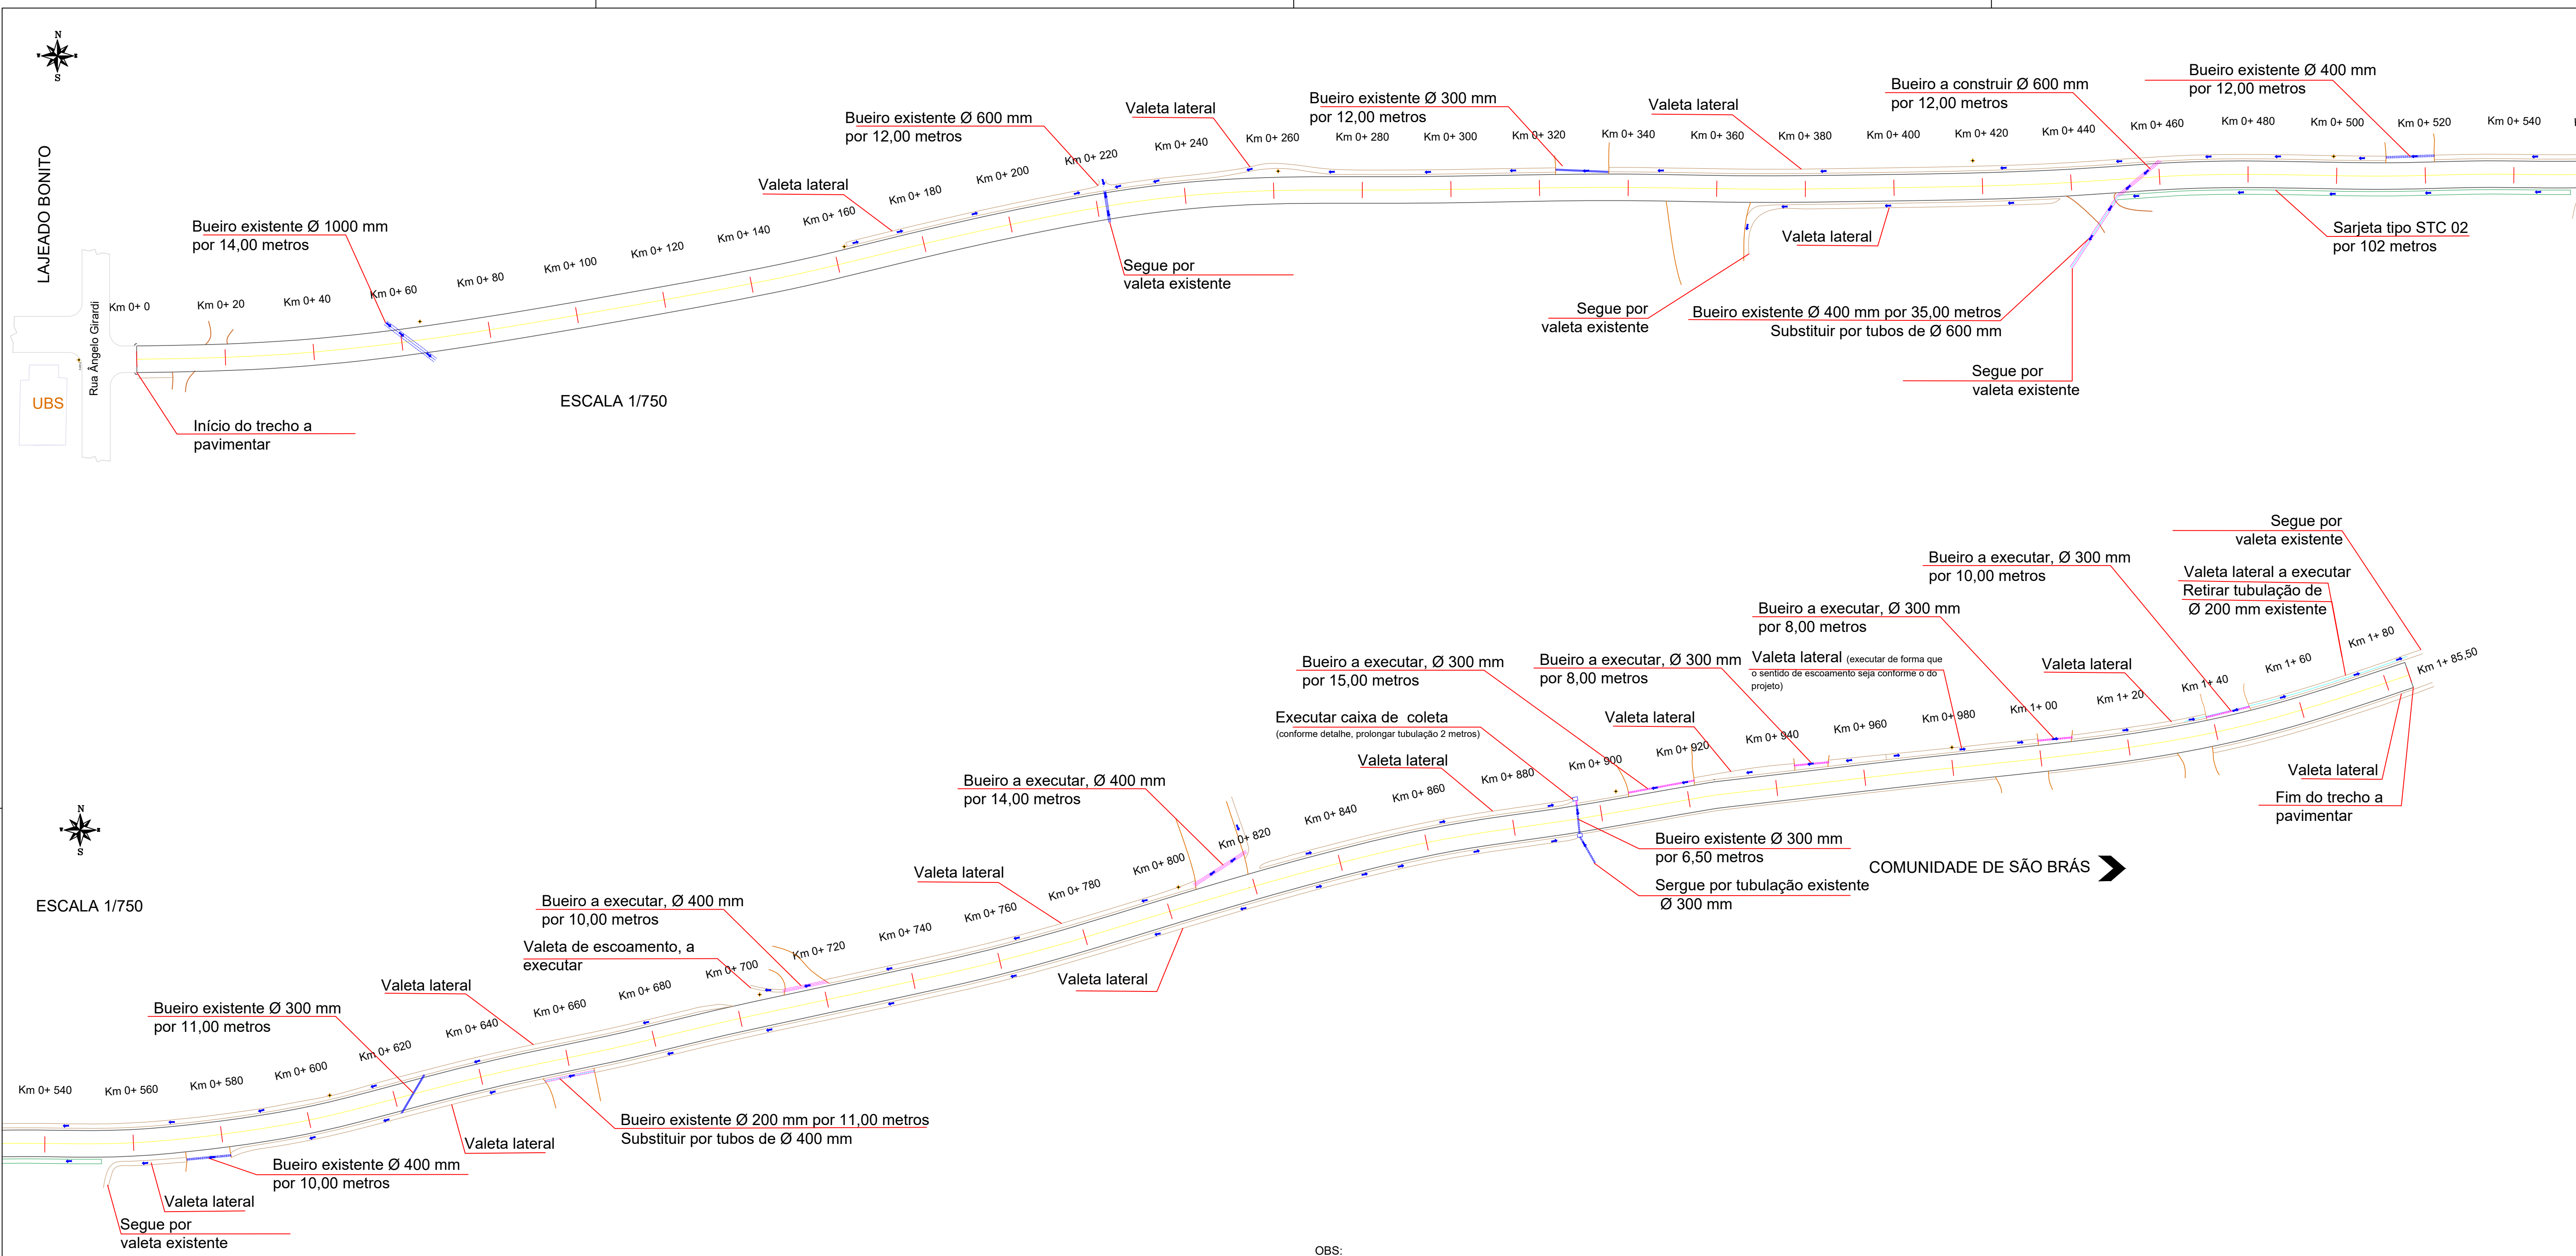 N
W
E
S
LAJEADO BONITO
Rua Ângelo Girardi
UBS
Início do trecho a
pavimentar
ESCALA 1/750
Bueiro existente Ø 1000 mm
por 14,00 metros
Valeta lateral
Bueiro existente Ø 600 mm
por 12,00 metros
Valeta lateral
Bueiro existente Ø 300 mm
por 12,00 metros
Valeta lateral
Bueiro a construir Ø 600 mm
por 12,00 metros
Bueiro existente Ø 400 mm
por 12,00 metros
Km 0+ 0
Km 0+ 20
Km 0+ 40
Km 0+ 60
Km 0+ 80
Km 0+ 100
Km 0+ 120
Km 0+ 140
Km 0+ 160
Km 0+ 180
Km 0+ 200
Km 0+ 220
Km 0+ 240
Km 0+ 260
Km 0+ 280
Km 0+ 300
Km 0+ 320
Km 0+ 340
Km 0+ 360
Km 0+ 380
Km 0+ 400
Km 0+ 420
Km 0+ 440
Km 0+ 460
Km 0+ 480
Km 0+ 500
Km 0+ 520
Km 0+ 540
Segue por
valeta existente
Segue por
valeta existente
Valeta lateral
Bueiro existente Ø 400 mm por 35,00 metros
Substituir por tubos de Ø 600 mm
Segue por
valeta existente
Sarjeta tipo STC 02
por 102 metros
N
W
E
S
ESCALA 1/750
Km 0+ 540
Km 0+ 560
Km 0+ 580
Km 0+ 600
Km 0+ 620
Km 0+ 640
Km 0+ 660
Km 0+ 680
Km 0+ 700
Km 0+ 720
Km 0+ 740
Km 0+ 760
Km 0+ 780
Km 0+ 800
Km 0+ 820
Km 0+ 840
Km 0+ 860
Km 0+ 880
Km 0+ 900
Km 0+ 920
Km 0+ 940
Km 0+ 960
Km 0+ 980
Km 1+ 00
Km 1+ 20
Km 1+ 40
Km 1+ 60
Km 1+ 80
Km 1+ 85,50
Bueiro existente Ø 300 mm
por 11,00 metros
Valeta lateral
Valeta de escoamento, a
executar
Bueiro a executar, Ø 400 mm
por 10,00 metros
Valeta lateral
Bueiro a executar, Ø 400 mm
por 14,00 metros
Valeta lateral
Executar caixa de coleta
(conforme detalhe, prolongar tubulação 2 metros)
Bueiro a executar, Ø 300 mm
por 15,00 metros
Valeta lateral
Bueiro a executar, Ø 300 mm
por 8,00 metros
Valeta lateral (executar de forma que
o sentido de escoamento seja conforme o do
projeto)
Bueiro a executar, Ø 300 mm
por 8,00 metros
Valeta lateral
Bueiro a executar, Ø 300 mm
por 10,00 metros
Valeta lateral a executar
Retirar tubulação de
Ø 200 mm existente
Segue por
valeta existente
Valeta lateral
Fim do trecho a
pavimentar
COMUNIDADE DE SÃO BRÁS
Bueiro existente Ø 300 mm
por 6,50 metros
Sergue por tubulação existente
Ø 300 mm
Valeta lateral
Bueiro existente Ø 200 mm por 11,00 metros
Substituir por tubos de Ø 400 mm
Valeta lateral
Bueiro existente Ø 400 mm
por 10,00 metros
Valeta lateral
Segue por
valeta existente
OBS: